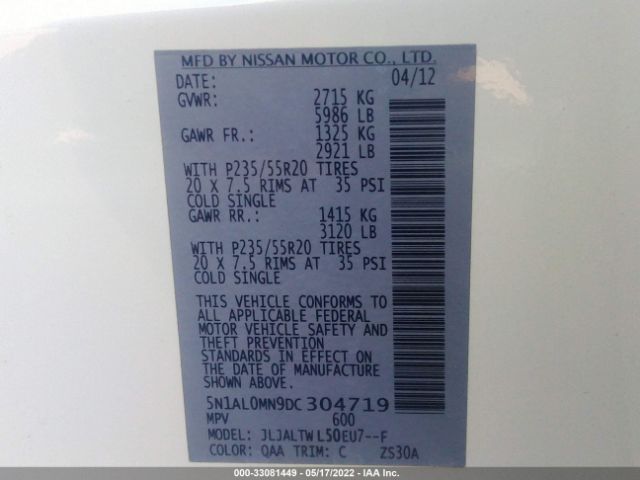 MFD BY NISSAN MOTOR CO., LTD.
DATE: 04/12
GVWR: 2715 KG
5986 LB
GAWR FR.: 1325 KG
2921 LB
WITH P235/55R20 TIRES
20 X 7.5 RIMS AT 35 PSI
COLD SINGLE
GAWR RR.: 1415 KG
3120 LB
WITH P235/55R20 TIRES
20 X 7.5 RIMS AT 35 PSI
COLD SINGLE
THIS VEHICLE CONFORMS TO
ALL APPLICABLE FEDERAL
MOTOR VEHICLE SAFETY AND
THEFT PREVENTION
STANDARDS IN EFFECT ON
THE DATE OF MANUFACTURE
SHOWN ABOVE.
5N1AL0MN9DC304719
MPV 600
MODEL: JLJALTWL50EU7--F
COLOR: QAA TRIM: C ZS30A
000-33081449 - 05/17/2022 - IAA Inc.